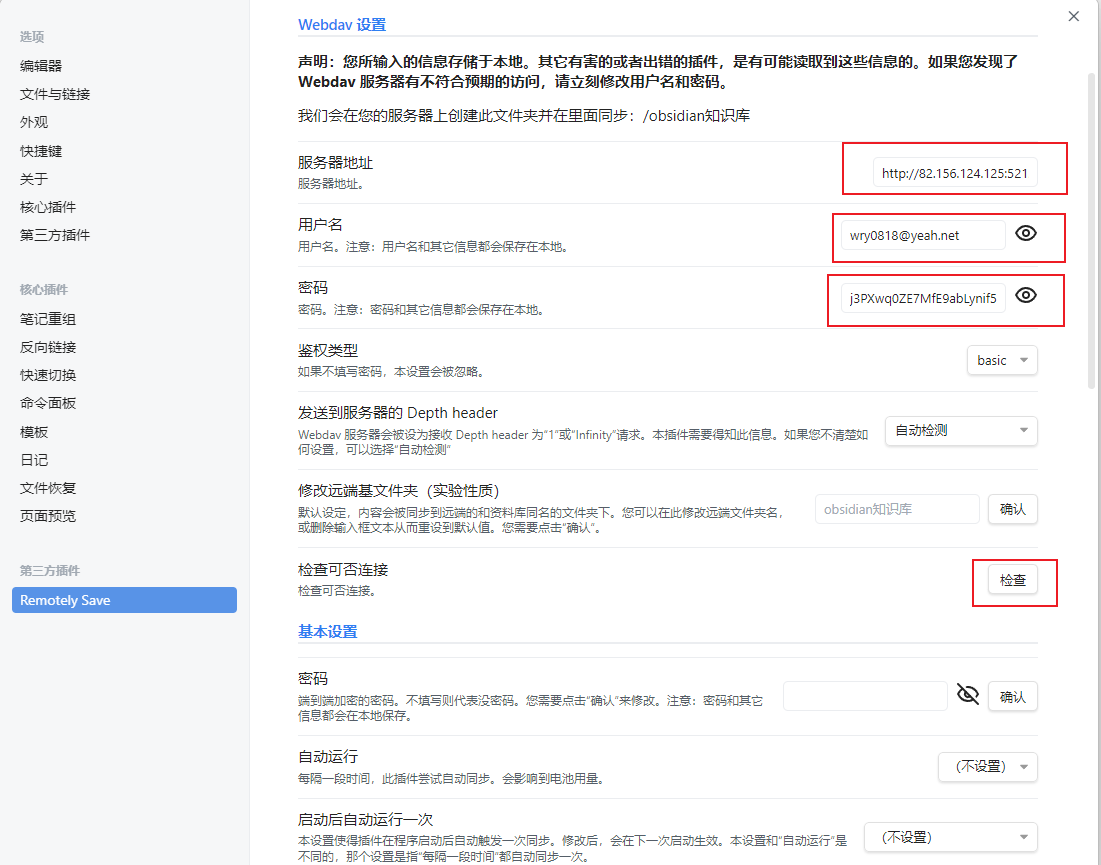 选项
编辑器
文件与链接
外观
快捷键
关于
核心插件
第三方插件
核心插件
笔记重组
反向链接
快速切换
命令面板
模板
日记
文件恢复
页面预览
第三方插件
Remotely Save
Webdav 设置
声明：您所输入的信息存储于本地。其它有害的或者出错的插件，是有可能读取到这些信息的。如果您发现了
Webdav 服务器有不符合预期的访问，请立刻修改用户名和密码。
我们会在您的服务器上创建此文件夹并在里面同步：/obsidian知识库
服务器地址
服务器地址。
http://82.156.124.125:521
用户名
用户名。注意：用户名和其它信息都会保存在本地。
wry0818@yeah.net
密码
密码。注意：密码和其它信息都会保存在本地。
j3PXwq0ZE7MfE9abLynif5
鉴权类型
如果不填写密码，本设置会被忽略。
basic
发送到服务器的 Depth header
Webdav 服务器会被设为接收 Depth header 为"1"或"Infinity"请求。本插件需要得知此信息。如果您不清楚如
何设置，可以选择"自动检测"
自动检测
修改远端基文件夹（实验性质）
默认设定，内容会被同步到远端的和资料库同名的文件夹下。您可以在此修改远端文件夹名，
或删除输入框文本从而重设到默认值。您需要点击"确认"。
obsidian知识库
确认
检查可否连接
检查可否连接。
检查
基本设置
密码
端到端加密的密码。不填写则代表没密码。您需要点击"确认"来修改。注意：密码和其它
信息都会在本地保存。
确认
自动运行
每隔一段时间，此插件尝试自动同步。会影响到电池用量。
（不设置）
启动后自动运行一次
本设置使得插件在程序启动后自动触发一次同步。修改后，会在下一次启动生效。本设置和"自动运行"是
不同的，那个设置是指"每隔一段时间"都自动同步一次。
（不设置）